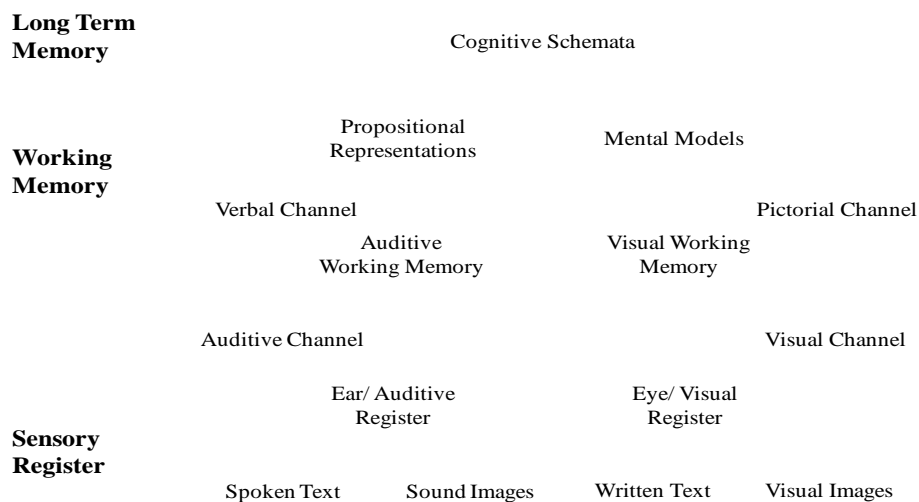 Long Term
Memory
Cognitive Schemata
Propositional
Representations
Mental Models
Working
Memory
Verbal Channel
Pictorial Channel
Auditive
Working Memory
Visual Working
Memory
Auditive Channel
Visual Channel
Ear/ Auditive
Register
Eye/ Visual
Register
Sensory
Register
Spoken Text
Sound Images
Written Text
Visual Images